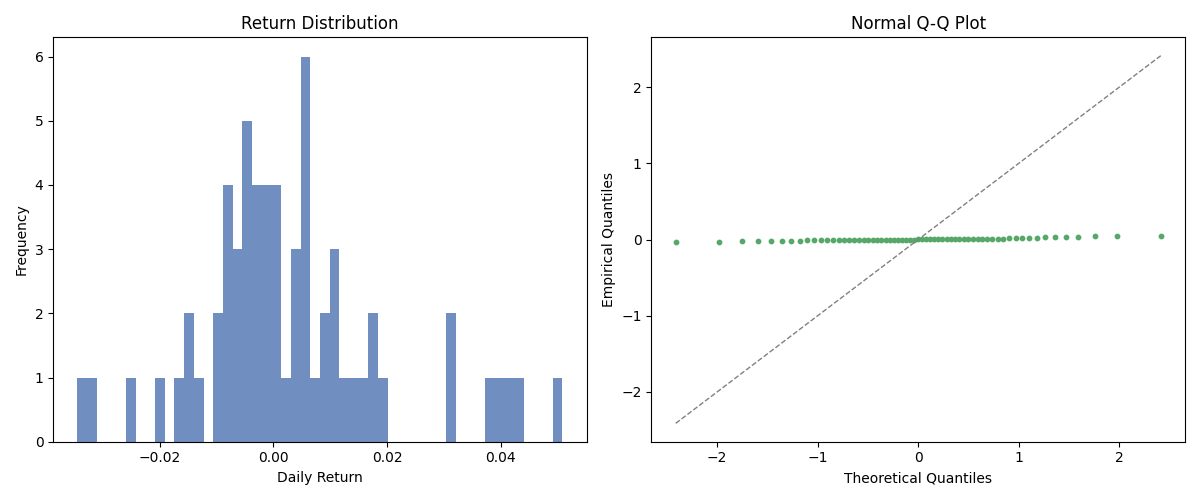 Return Distribution
Frequency
6
5
4
3
2
1
0
−0.02 0.00 0.02 0.04
Daily Return
Normal Q-Q Plot
Empirical Quantiles
2
1
0
−1
−2
−2 −1 0 1 2
Theoretical Quantiles